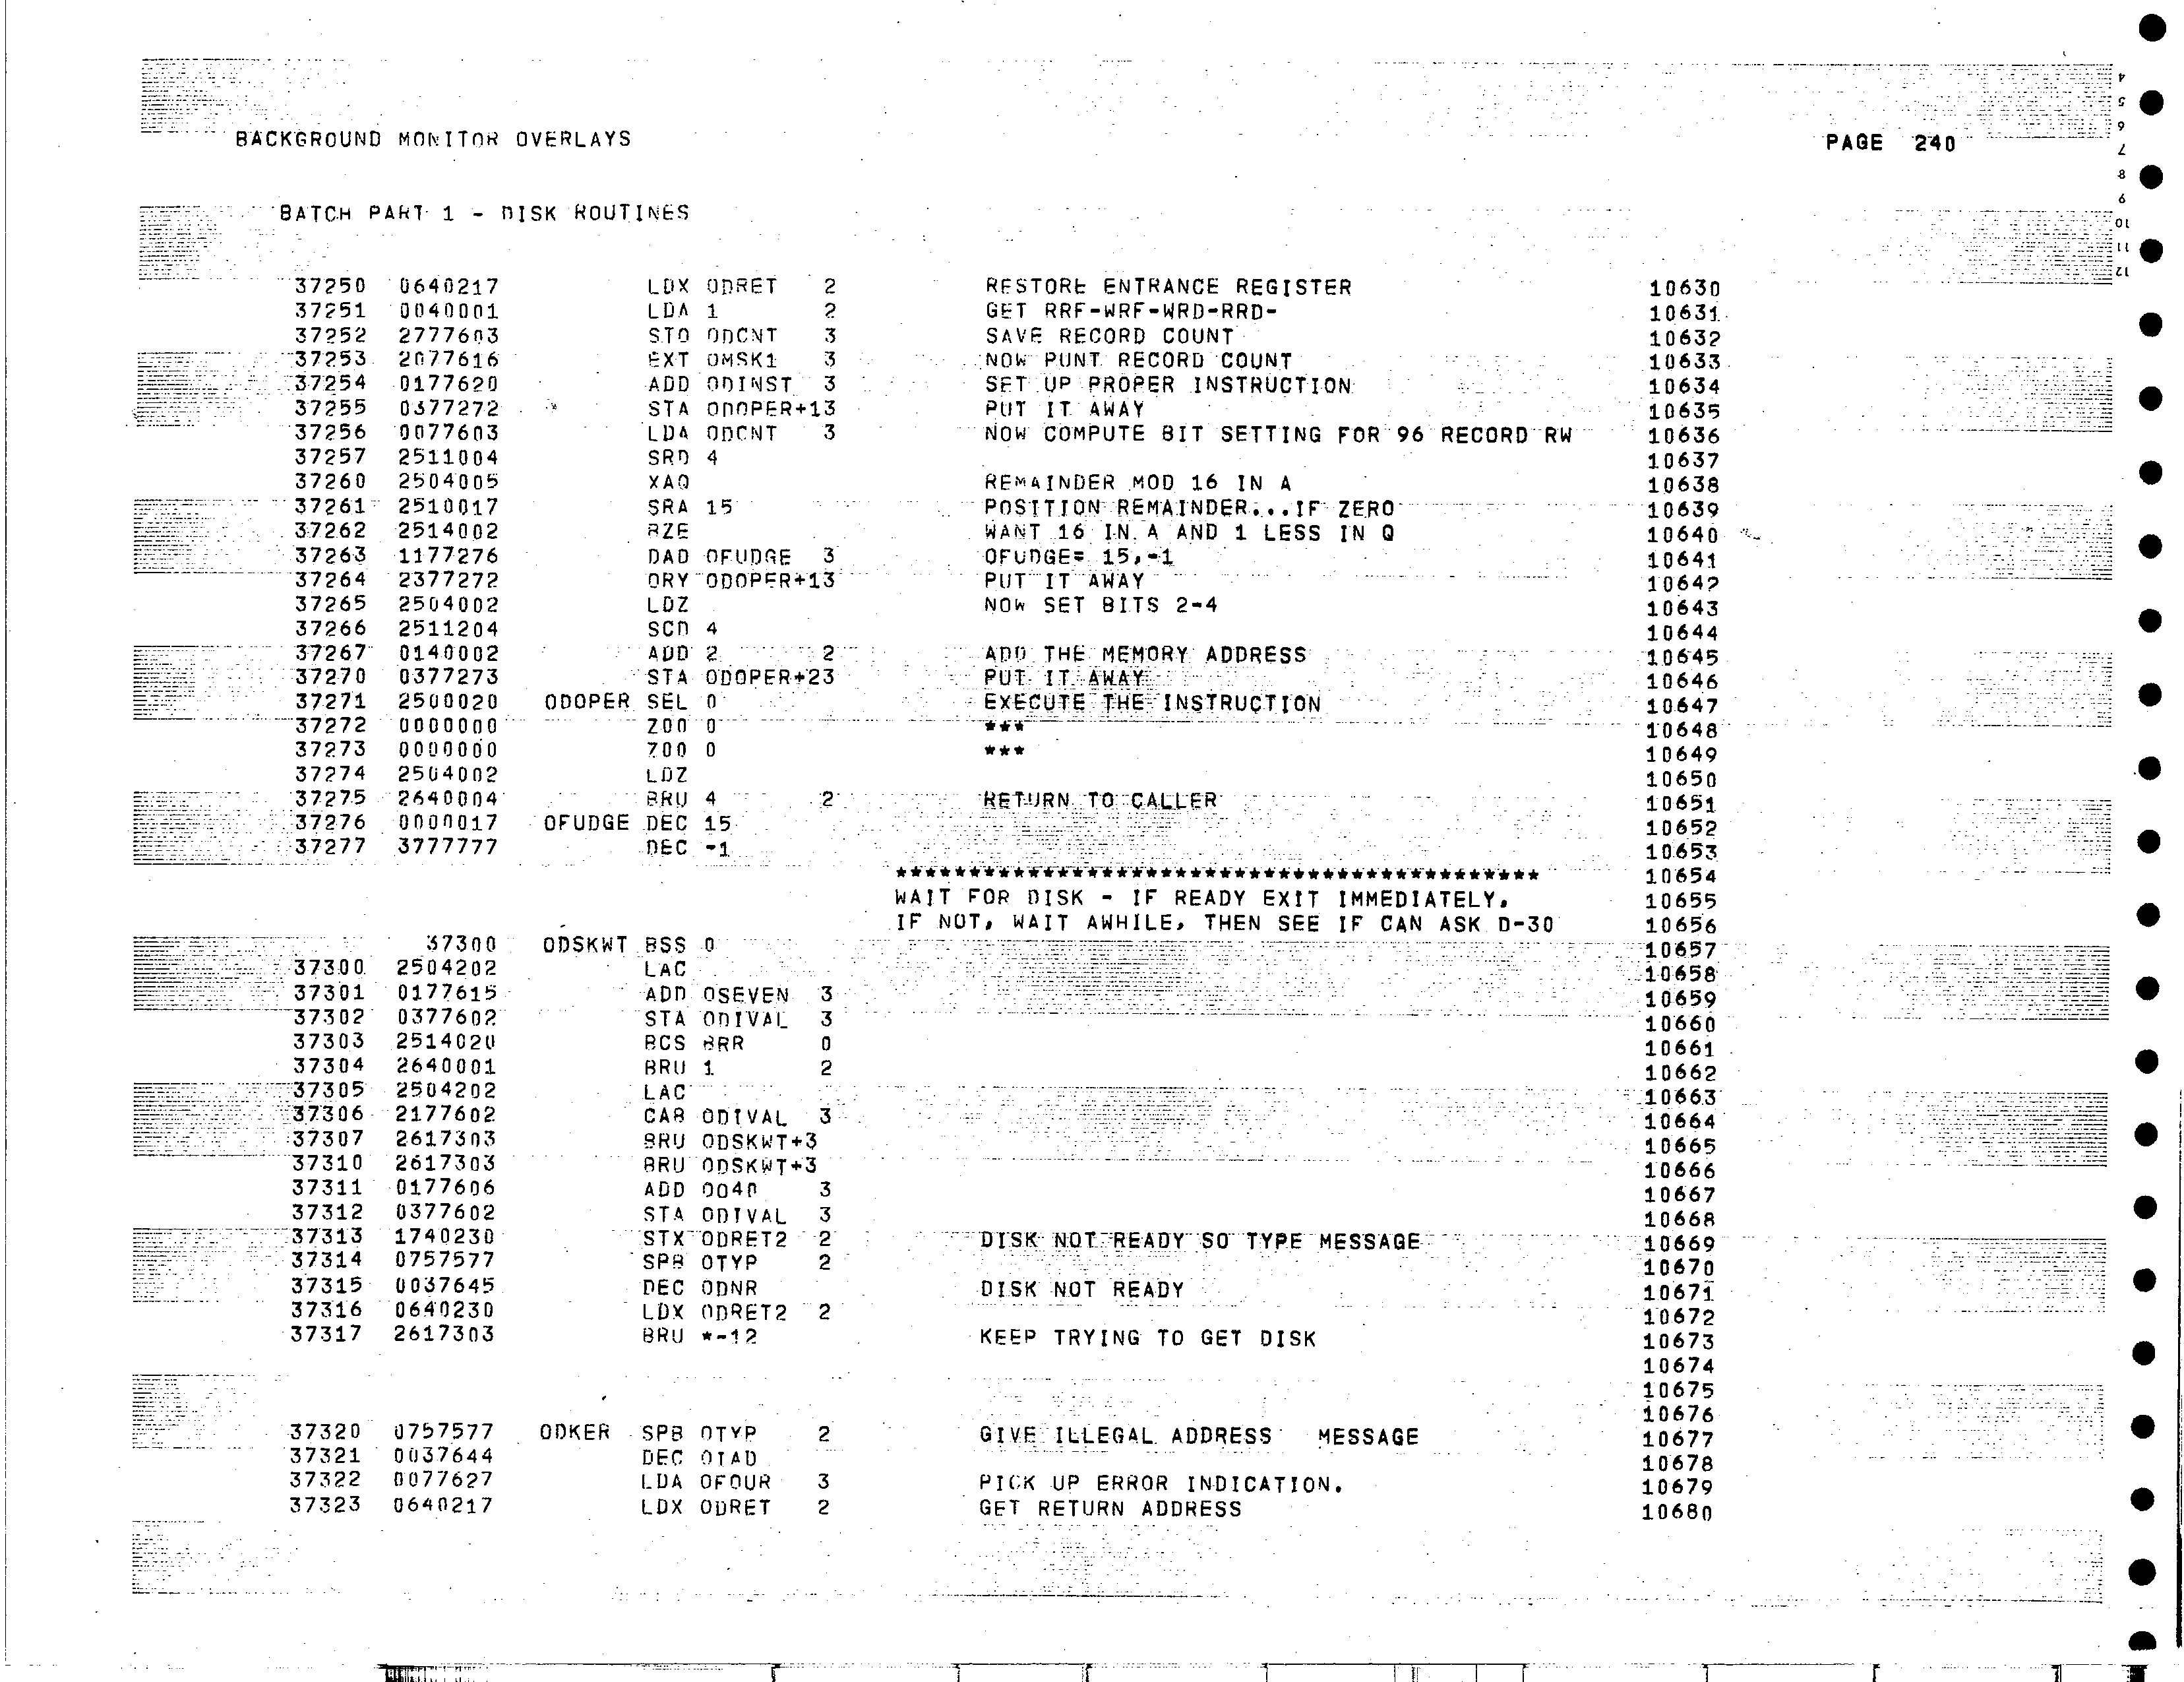 BACKGROUND MONITOR OVERLAYS PAGE 240
BATCH PART 1 - DISK ROUTINES
37250 0640217 LDX ODRET 2 RESTORE ENTRANCE REGISTER 10630
37251 0040001 LDA 1 2 GET RRF-WRF-WRD-RRD- 10631
37252 2777603 STO ODCNT 3 SAVE RECORD COUNT 10632
37253 2077616 EXT OMSK1 3 NOW PUNT RECORD COUNT 10633
37254 0177620 ADD ODINST 3 SET UP PROPER INSTRUCTION 10634
37255 0377272 STA ODOPER+13 PUT IT AWAY 10635
37256 0077603 LDA ODCNT 3 NOW COMPUTE BIT SETTING FOR 96 RECORD RW 10636
37257 2511004 SRD 4 10637
37260 2504005 XAQ REMAINDER MOD 16 IN A 10638
37261 2510017 SRA 15 POSITION REMAINDER...IF ZERO 10639
37262 2514002 BZE WANT 16 IN A AND 1 LESS IN Q 10640
37263 1177276 DAD OFUDGE 3 OFUDGE= 15,-1 10641
37264 2377272 ORY ODOPER+13 PUT IT AWAY 10642
37265 2504002 LDZ NOW SET BITS 2-4 10643
37266 2511204 SCD 4 10644
37267 0140002 ADD 2 2 ADD THE MEMORY ADDRESS 10645
37270 0377273 STA ODOPER+23 PUT IT AWAY 10646
37271 2500020 ODOPER SEL 0 EXECUTE THE INSTRUCTION 10647
37272 0000000 Z00 0 *** 10648
37273 0000000 Z00 0 *** 10649
37274 2504002 LDZ 10650
37275 2640004 BRU 4 2 RETURN TO CALLER 10651
37276 0000017 OFUDGE DEC 15 10652
37277 3777777 DEC -1 10653
******************************************** 10654
WAIT FOR DISK - IF READY EXIT IMMEDIATELY. 10655
IF NOT, WAIT AWHILE, THEN SEE IF CAN ASK D-30 10656
37300 ODSKWT BSS 0 10657
37300 2504202 LAC 10658
37301 0177615 ADD OSEVEN 3 10659
37302 0377602 STA ODIVAL 3 10660
37303 2514020 BCS BRR 0 10661
37304 2640001 BRU 1 2 10662
37305 2504202 LAC 10663
37306 2177602 CAB ODIVAL 3 10664
37307 2617303 BRU ODSKWT+3 10665
37310 2617303 BRU ODSKWT+3 10666
37311 0177606 ADD OO40 3 10667
37312 0377602 STA ODIVAL 3 10668
37313 1740230 STX ODRET2 2 DISK NOT READY SO TYPE MESSAGE 10669
37314 0757577 SPB OTYP 2 10670
37315 0037645 DEC ODNR DISK NOT READY 10671
37316 0640230 LDX ODRET2 2 10672
37317 2617303 BRU *-12 KEEP TRYING TO GET DISK 10673
10674
10675
10676
37320 0757577 ODKER SPB OTYP 2 GIVE ILLEGAL ADDRESS MESSAGE 10677
37321 0037644 DEC OIAD 10678
37322 0077627 LDA OFOUR 3 PICK UP ERROR INDICATION. 10679
37323 0640217 LDX ODRET 2 GET RETURN ADDRESS 10680
4
5
6
7
8
9
10
11
12